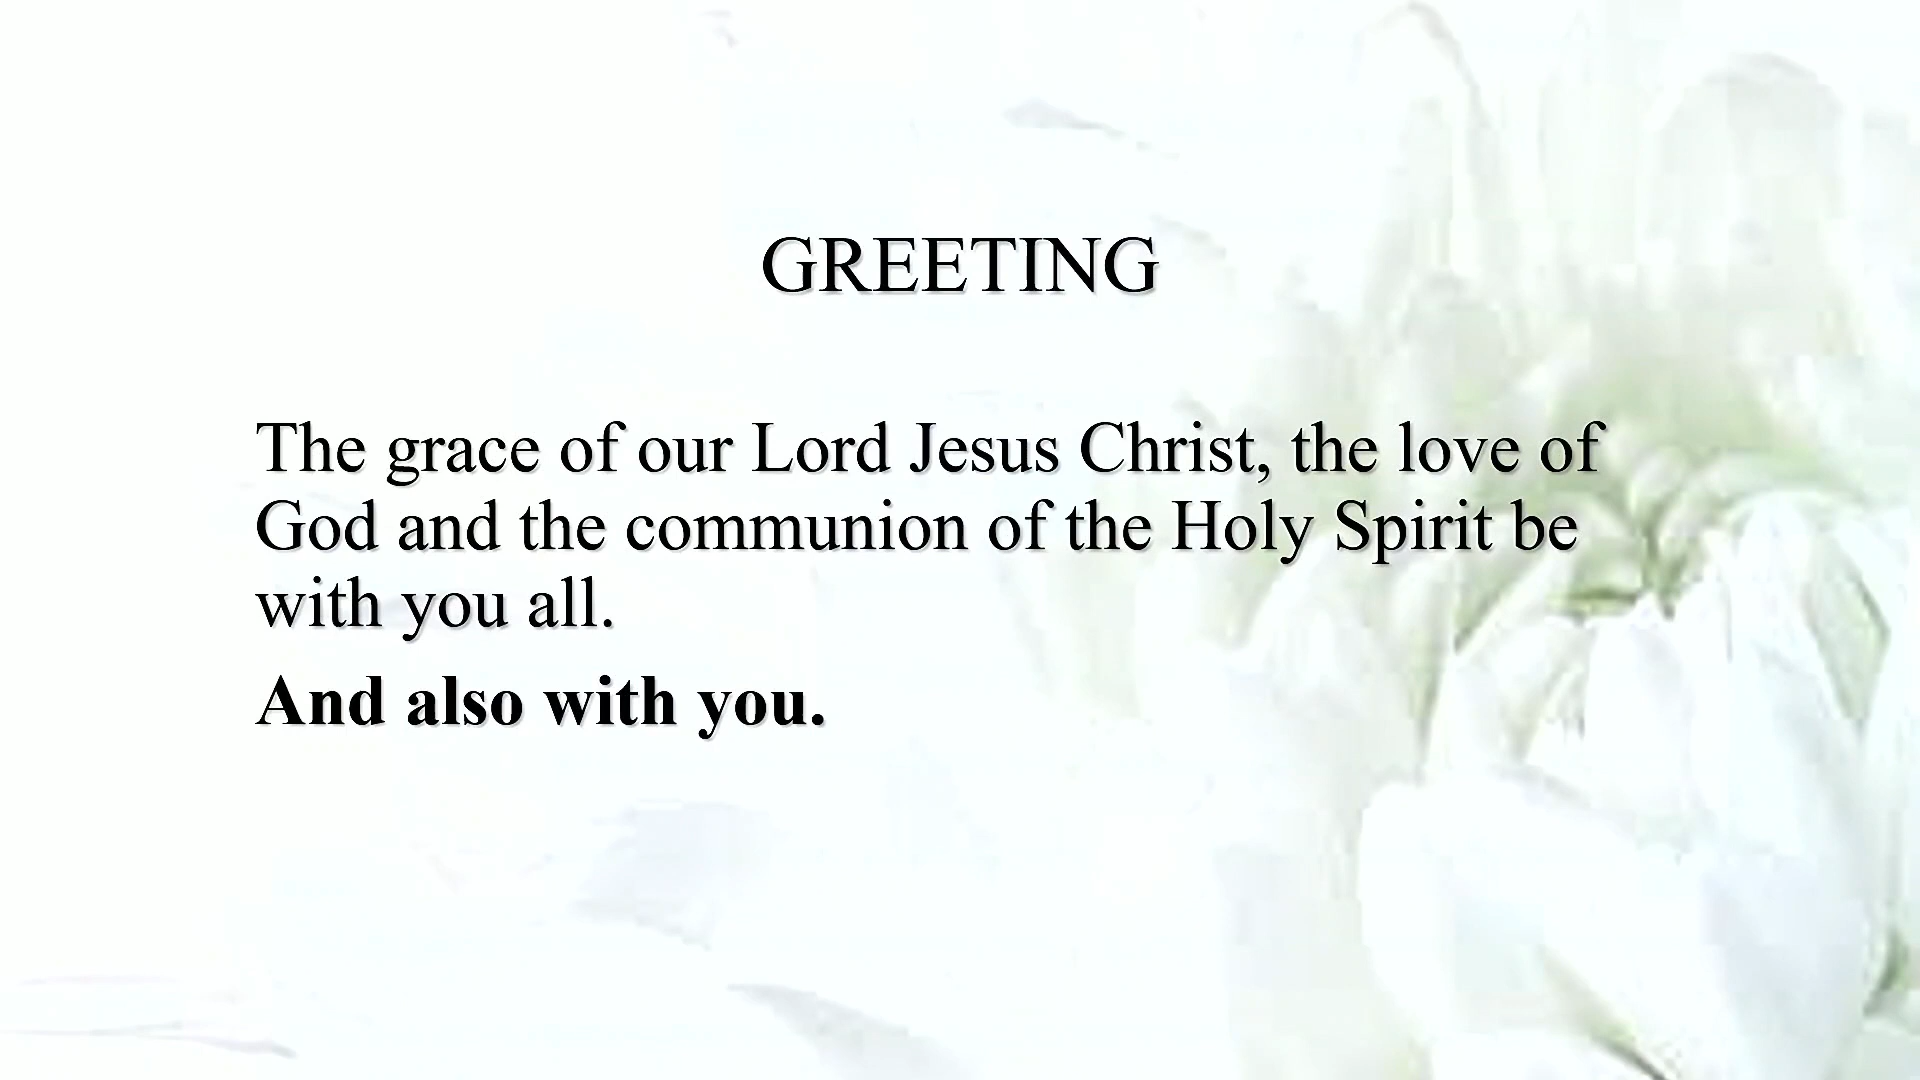 GREETING
The grace of our Lord Jesus Christ, the love of
God and the communion of the Holy Spirit be
with you all.
And also with you.